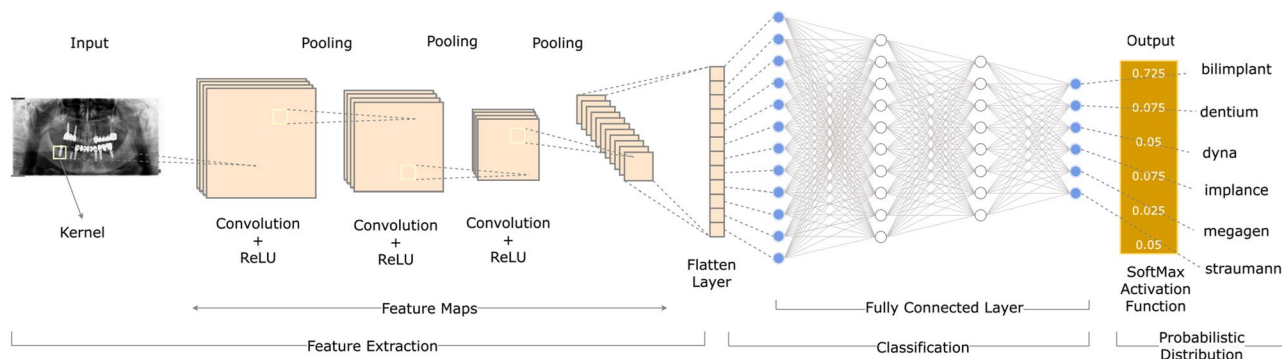 Input
Pooling
Pooling
Pooling
Output
Kernel
Convolution
+
ReLU
Convolution
+
ReLU
Convolution
+
ReLU
Flatten
Layer
0.725
0.075
0.05
0.075
0.025
0.05
bilimplant
dentium
dyna
implance
megagen
straumann
SoftMax
Activation
Function
Feature Maps
Fully Connected Layer
Feature Extraction
Classification
Probabilistic
Distribution